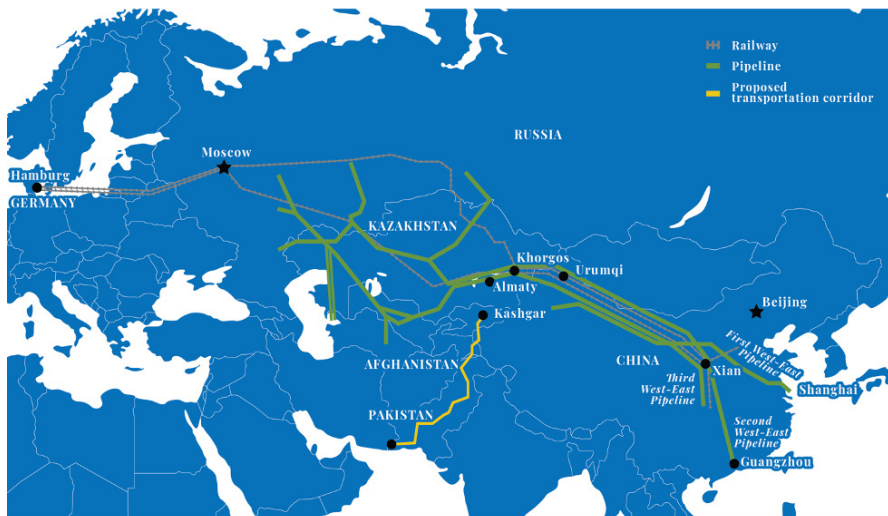 Railway
Pipeline
Proposed
transportation corridor
RUSSIA
Moscow
Hamburg
GERMANY
KAZAKHSTAN
Khorgos
Urumqi
Almaty
Beijing
Kashgar
First West-East
Pipeline
AFGHANISTAN
CHINA
Xian
Third
West-East
Pipeline
Shanghai
PAKISTAN
Second
West-East
Pipeline
Guangzhou